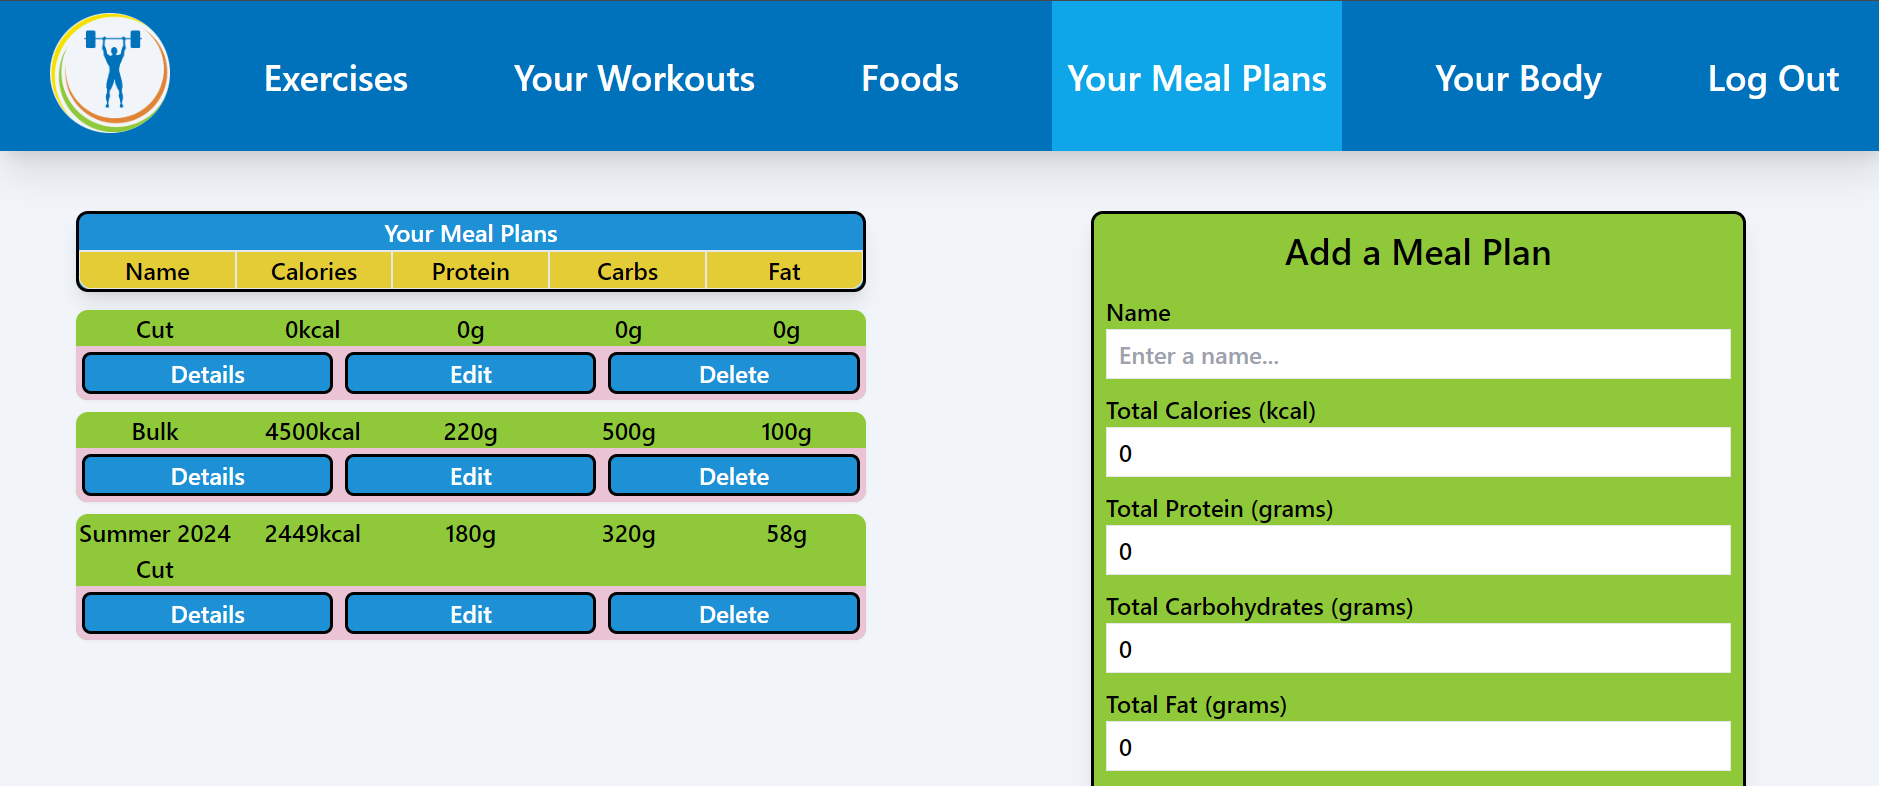 Exercises Your Workouts Foods Your Meal Plans Your Body Log Out
Your Meal Plans
Name Calories Protein Carbs Fat
Cut 0kcal 0g 0g 0g
Details Edit Delete
Bulk 4500kcal 220g 500g 100g
Details Edit Delete
Summer 2024 2449kcal 180g 320g 58g
Cut
Details Edit Delete
Add a Meal Plan
Name
Enter a name...
Total Calories (kcal)
0
Total Protein (grams)
0
Total Carbohydrates (grams)
0
Total Fat (grams)
0